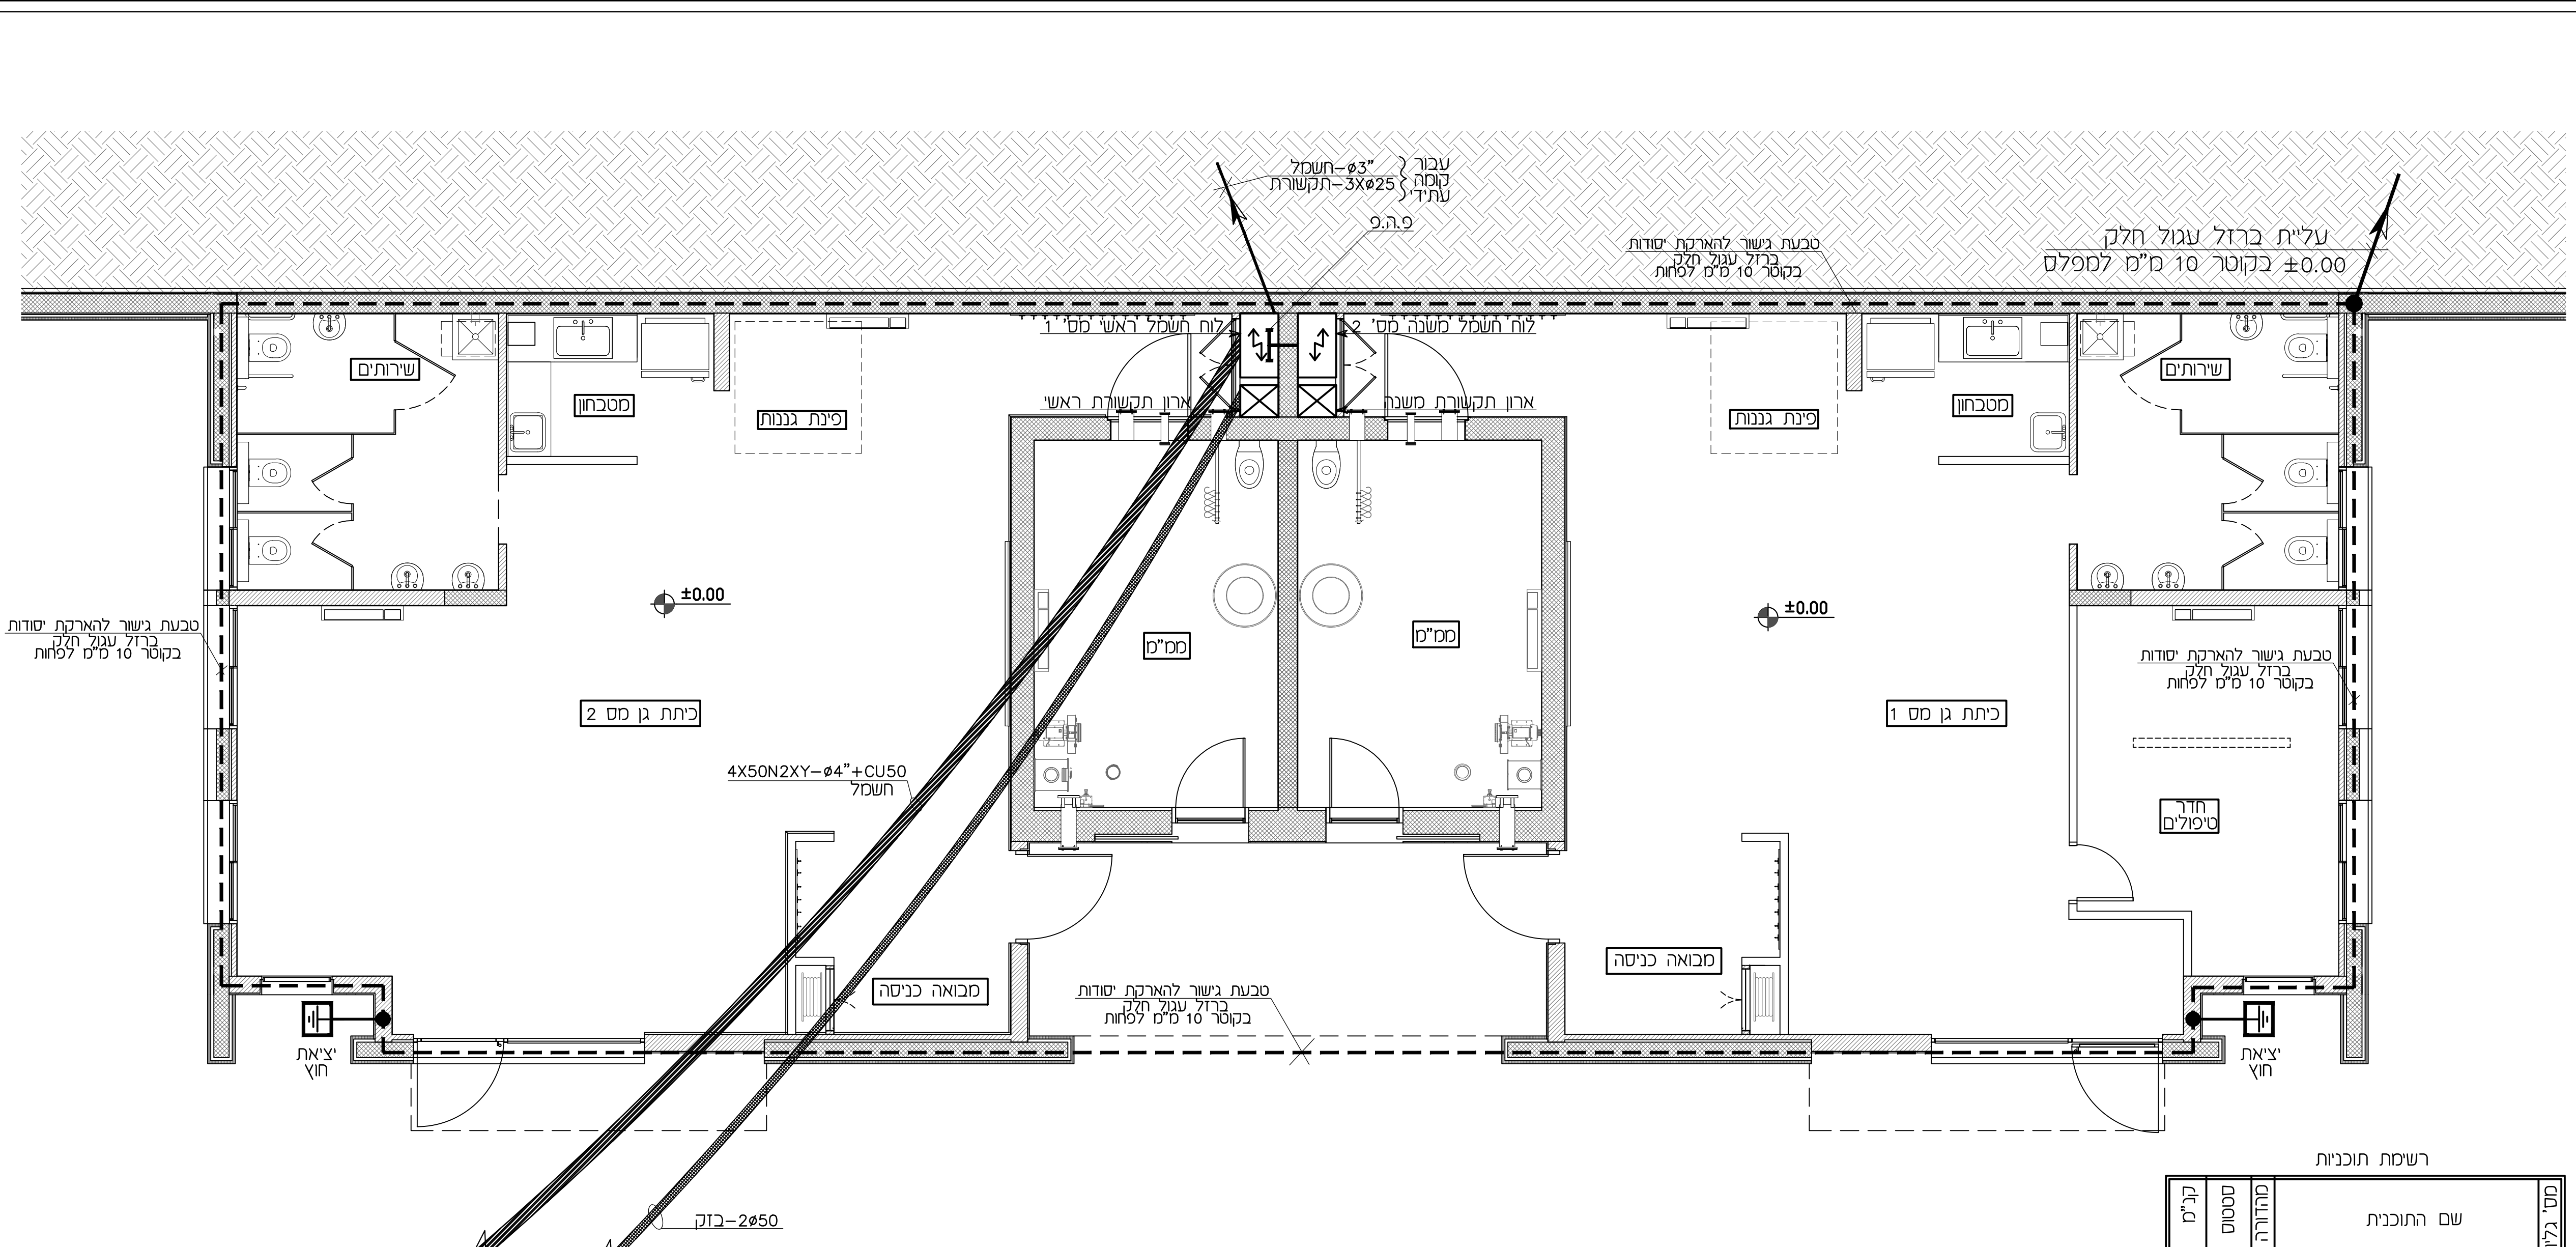 עבור
קומה
עתידי
חשמל-ø3"
תקשורת-3Xø25
פ.ה.פ
טבעת גישור להארקת יסודות
ברזל עגול חלק
בקוטר 10 מ"מ לפחות
עליית ברזל עגול חלק
בקוטר 10 מ"מ למפלס ±0.00
לוח חשמל ראשי מס' 1
לוח חשמל משנה מס' 2
ארון תקשורת ראשי
ארון תקשורת משנה
שירותים
מטבחון
פינת גננות
פינת גננות
מטבחון
שירותים
±0.00
±0.00
טבעת גישור להארקת יסודות
ברזל עגול חלק
בקוטר 10 מ"מ לפחות
ממ"מ
ממ"מ
טבעת גישור להארקת יסודות
ברזל עגול חלק
בקוטר 10 מ"מ לפחות
כיתת גן מס 2
כיתת גן מס 1
4X50N2XY-ø4"+CU50
חשמל
חדר
טיפולים
מבואה כניסה
מבואה כניסה
טבעת גישור להארקת יסודות
ברזל עגול חלק
בקוטר 10 מ"מ לפחות
יציאת
חוץ
יציאת
חוץ
בזק-2ø50
רשימת תוכניות
מס' גליון
שם התוכנית
מהדורה
סטטוס
קנ"מ